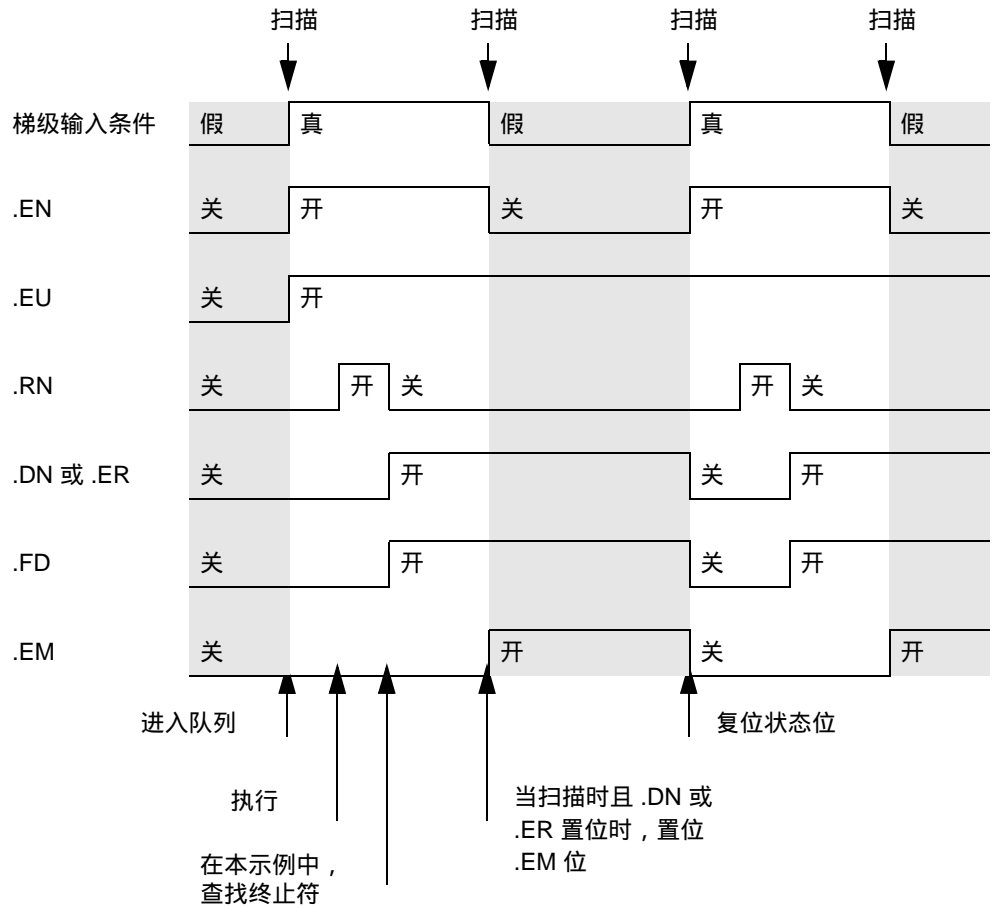 扫描 扫描 扫描 扫描
梯级输入条件 假 真 假 真 假
.EN 关 开 关 开 关
.EU 关 开
.RN 关 开 关 开 关
.DN 或 .ER 关 开 关 开
.FD 关 开 关 开
.EM 关 开 关 开
进入队列 复位状态位
执行
当扫描时且 .DN 或
.ER 置位时，置位
.EM 位
在本示例中，
查找终止符